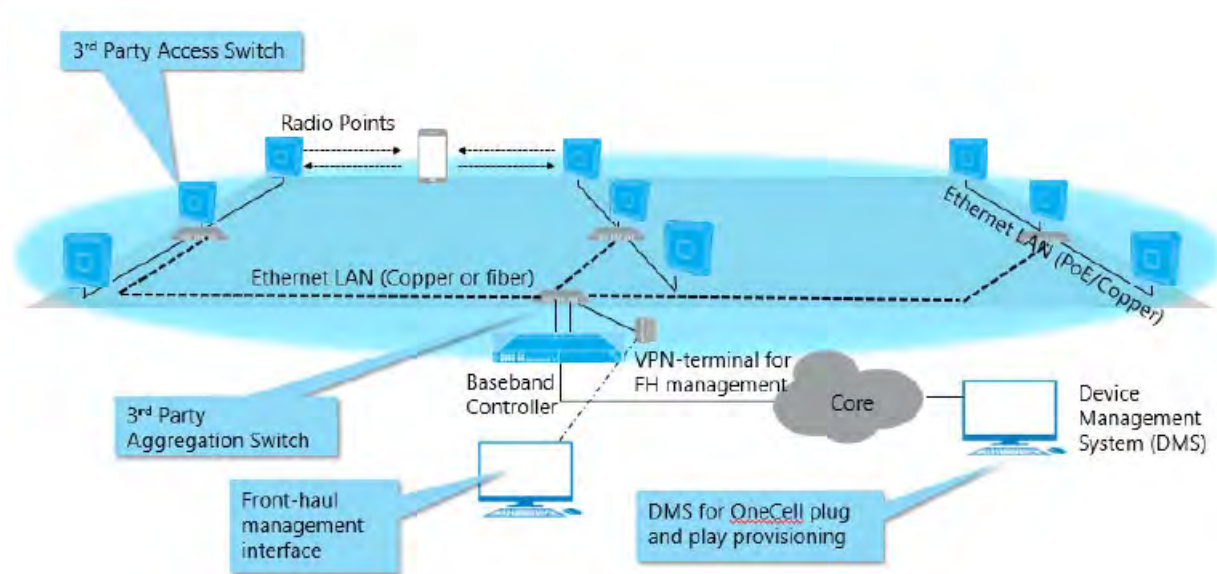 3rd Party Access Switch
Radio Points
Ethernet LAN (PoE/Copper)
Ethernet LAN (Copper or fiber)
VPN-terminal for
FH management
Baseband
Controller
Core
Device
Management
System (DMS)
3rd Party
Aggregation Switch
Front-haul
management
interface
DMS for OneCell plug
and play provisioning